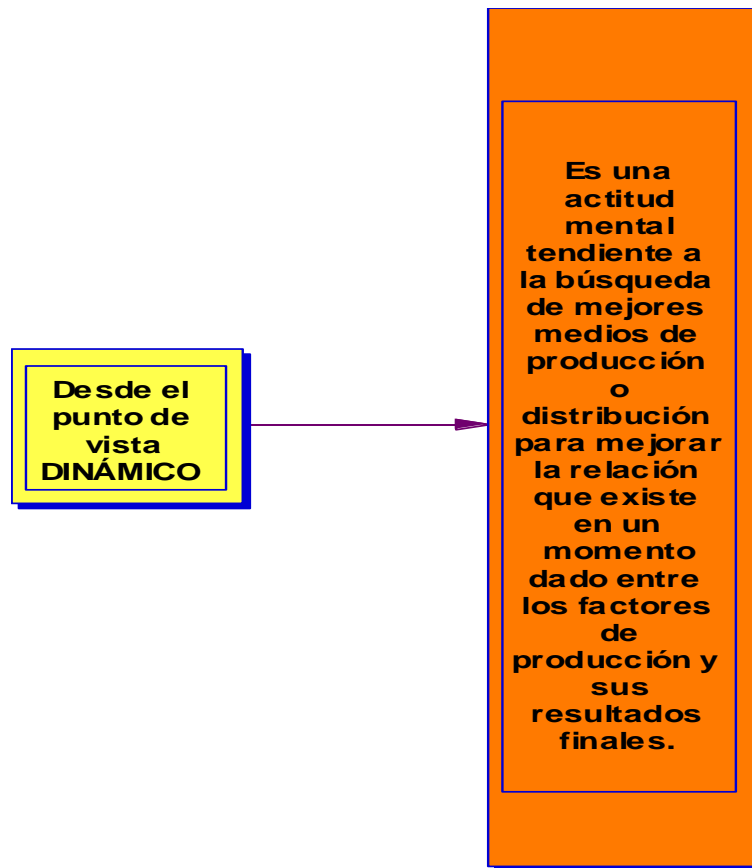 Desde el
punto de
vista
DINÁMICO
Es una
actitud
mental
tendiente a
la búsqueda
de mejores
medios de
producción
o
distribución
para mejorar
la relación
que existe
en un
momento
dado entre
los factores
de
producción y
sus
resultados
finales.